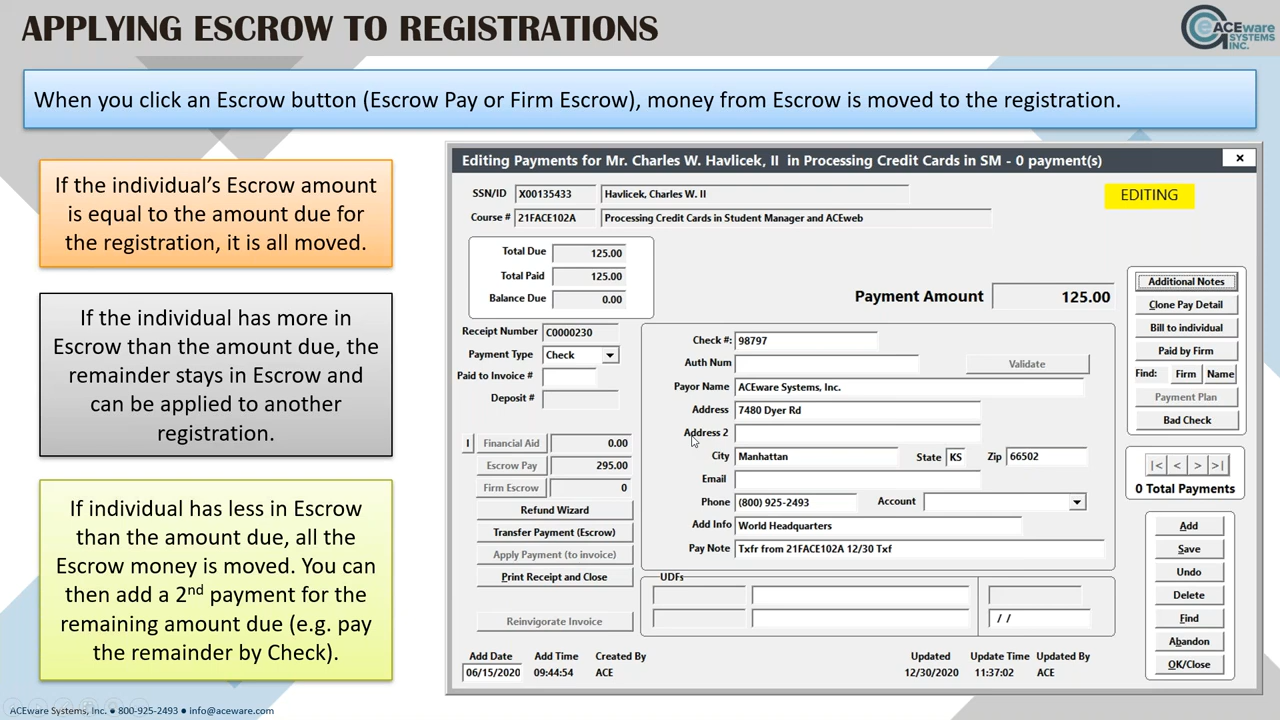 APPLYING ESCROW TO REGISTRATIONS
ACEware
SYSTEMS
INC.
When you click an Escrow button (Escrow Pay or Firm Escrow), money from Escrow is moved to the registration.
If the individual’s Escrow amount
is equal to the amount due for
the registration, it is all moved.
If the individual has more in
Escrow than the amount due, the
remainder stays in Escrow and
can be applied to another
registration.
If individual has less in Escrow
than the amount due, all the
Escrow money is moved. You can
then add a 2nd payment for the
remaining amount due (e.g. pay
the remainder by Check).
Editing Payments for Mr. Charles W. Havlicek, II in Processing Credit Cards in SM - 0 payment(s)
SSN/ID X00135433 Havlicek, Charles W. II
EDITING
Course # 21FACE102A Processing Credit Cards in Student Manager and ACEweb
Total Due 125.00
Total Paid 125.00
Balance Due 0.00
Payment Amount 125.00
Receipt Number C0000230
Payment Type Check
Paid to Invoice #
Deposit #
I Financial Aid 0.00
Escrow Pay 295.00
Firm Escrow 0
Refund Wizard
Transfer Payment (Escrow)
Apply Payment (to invoice)
Print Receipt and Close
Reinvigorate Invoice
Check #: 98797
Auth Num Validate
Payor Name ACEware Systems, Inc.
Address 7480 Dyer Rd
Address 2
City Manhattan State KS Zip 66502
Email
Phone (800) 925-2493 Account
Add Info World Headquarters
Pay Note Txfr from 21FACE102A 12/30 Txf
UDFs
/ /
Additional Notes
Clone Pay Detail
Bill to individual
Paid by Firm
Find: Firm Name
Payment Plan
Bad Check
|< < > >|
0 Total Payments
Add
Save
Undo
Delete
Find
Abandon
OK/Close
Add Date Add Time Created By Updated Update Time Updated By
06/15/2020 09:44:54 ACE 12/30/2020 11:37:02 ACE
ACEware Systems, Inc. ● 800-925-2493 ● info@aceware.com